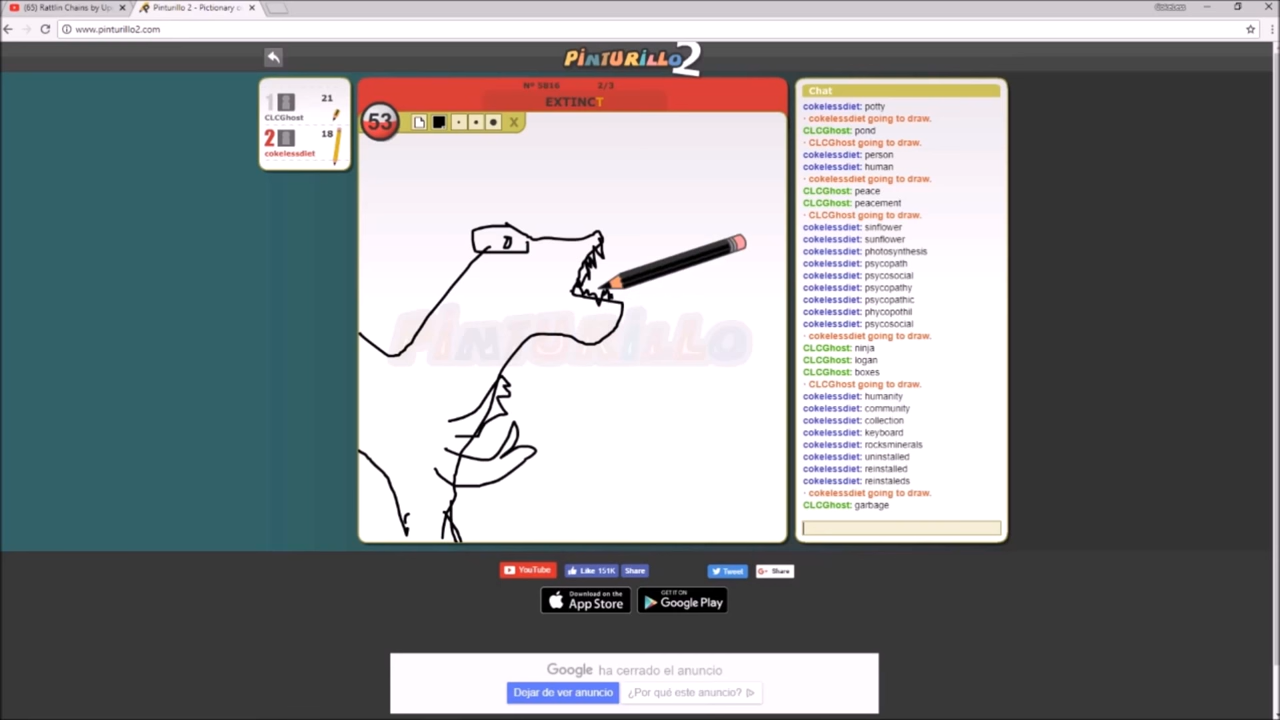 (65) Rattlin Chains by Up
Pinturillo 2 - Pictionary o
www.pinturillo2.com
PiNTURiLLO2
1
21
CLCGhost
2
18
cokelessdiet
Nº 5816 2/3
EXTINCT
53
X
PiNTURiLLO
Chat
cokelessdiet: potty
· cokelessdiet going to draw.
CLCGhost: pond
· CLCGhost going to draw.
cokelessdiet: person
cokelessdiet: human
· cokelessdiet going to draw.
CLCGhost: peace
CLCGhost: peacement
· CLCGhost going to draw.
cokelessdiet: sinflower
cokelessdiet: sunflower
cokelessdiet: photosynthesis
cokelessdiet: psycopath
cokelessdiet: psycosocial
cokelessdiet: psycopathy
cokelessdiet: psycopathic
cokelessdiet: phycopothil
cokelessdiet: psycosocial
· cokelessdiet going to draw.
CLCGhost: ninja
CLCGhost: logan
CLCGhost: boxes
· CLCGhost going to draw.
cokelessdiet: humanity
cokelessdiet: community
cokelessdiet: collection
cokelessdiet: keyboard
cokelessdiet: rocksminerals
cokelessdiet: uninstalled
cokelessdiet: reinstalled
cokelessdiet: reinstaleds
· cokelessdiet going to draw.
CLCGhost: garbage
YouTube
Like 151K
Share
Tweet
G+ Share
Download on the
App Store
GET IT ON
Google Play
Google ha cerrado el anuncio
Dejar de ver anuncio
¿Por qué este anuncio?